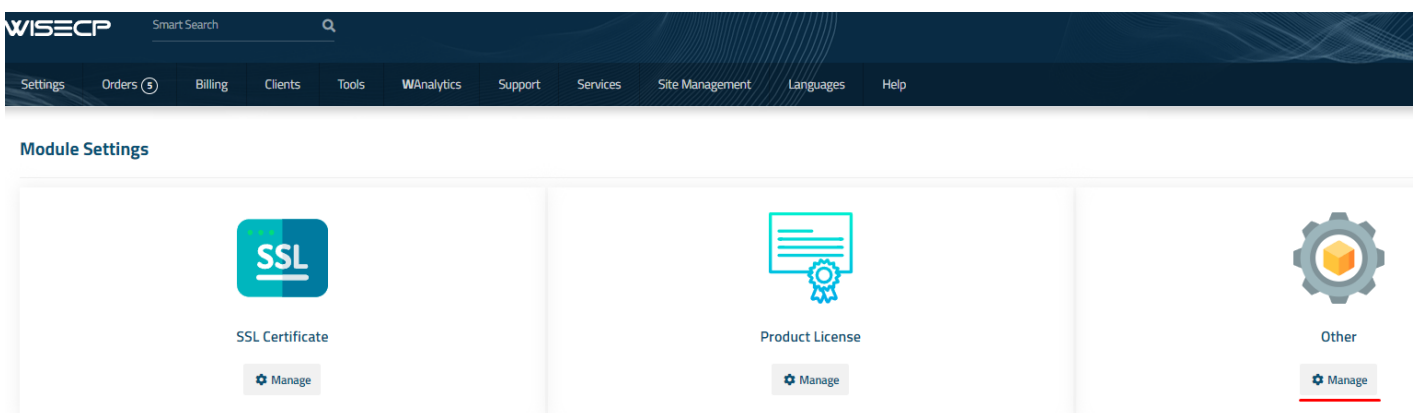 WISECP Smart Search
Settings Orders 5 Billing Clients Tools WAnalytics Support Services Site Management Languages Help
Module Settings
SSL
SSL Certificate Product License Other
Manage Manage Manage